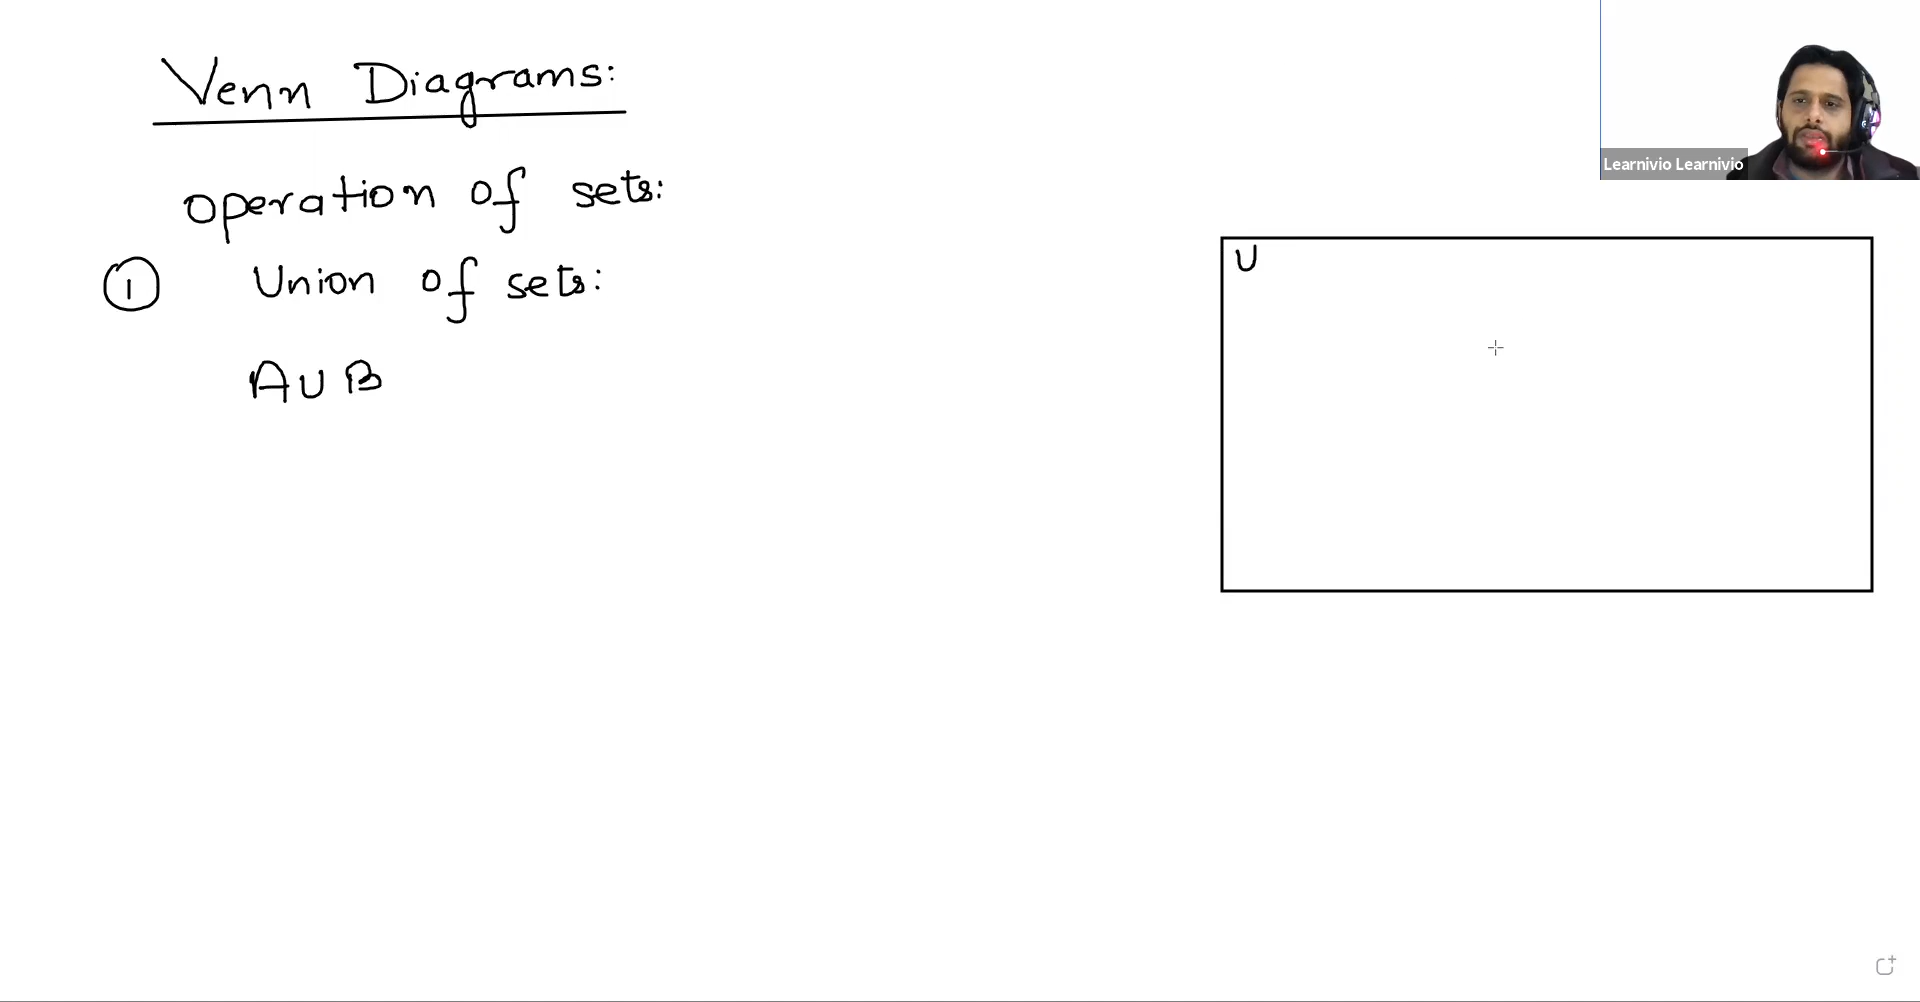 Venn Diagrams:
operation of sets:
1 Union of sets:
A∪B
U
Learnivio Learnivio